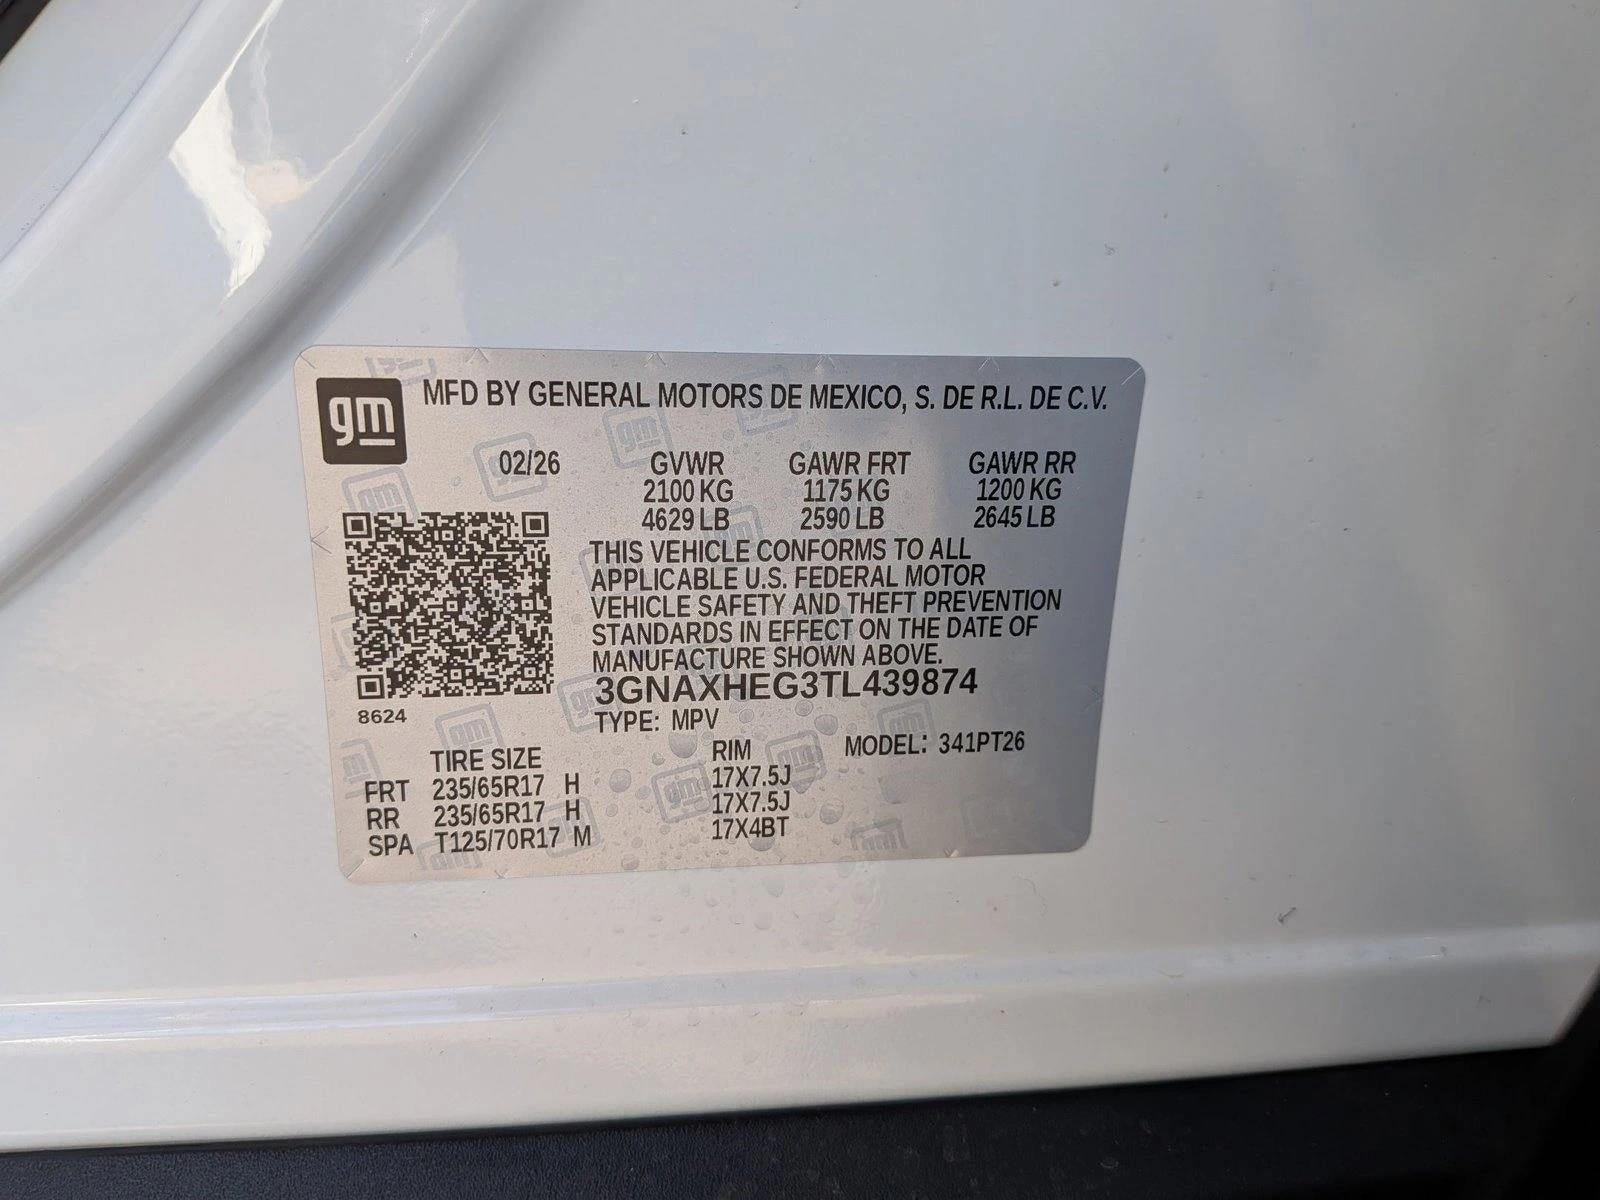 gm MFD BY GENERAL MOTORS DE MEXICO, S. DE R.L. DE C.V.
02/26 GVWR GAWR FRT GAWR RR
2100 KG 1175 KG 1200 KG
4629 LB 2590 LB 2645 LB
THIS VEHICLE CONFORMS TO ALL
APPLICABLE U.S. FEDERAL MOTOR
VEHICLE SAFETY AND THEFT PREVENTION
STANDARDS IN EFFECT ON THE DATE OF
MANUFACTURE SHOWN ABOVE.
3GNAXHEG3TL439874
8624
TYPE: MPV
TIRE SIZE RIM MODEL: 341PT26
FRT 235/65R17 H 17X7.5J
RR 235/65R17 H 17X7.5J
SPA T125/70R17 M 17X4BT